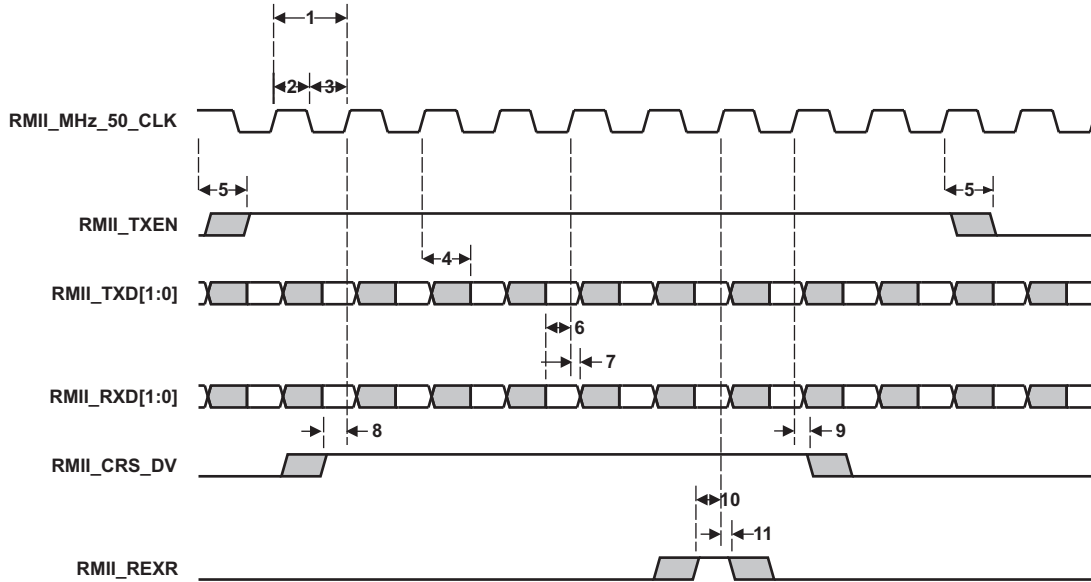 1
2 3
RMII_MHz_50_CLK
5 5
RMII_TXEN
4
RMII_TXD[1:0]
6
7
RMII_RXD[1:0]
8 9
RMII_CRS_DV
10
11
RMII_REXR